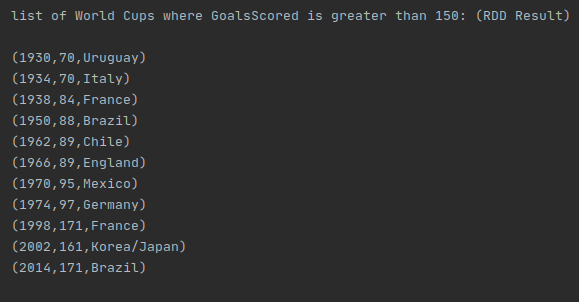 list of World Cups where GoalsScored is greater than 150: (RDD Result)
(1930,70,Uruguay)
(1934,70,Italy)
(1938,84,France)
(1950,88,Brazil)
(1962,89,Chile)
(1966,89,England)
(1970,95,Mexico)
(1974,97,Germany)
(1998,171,France)
(2002,161,Korea/Japan)
(2014,171,Brazil)